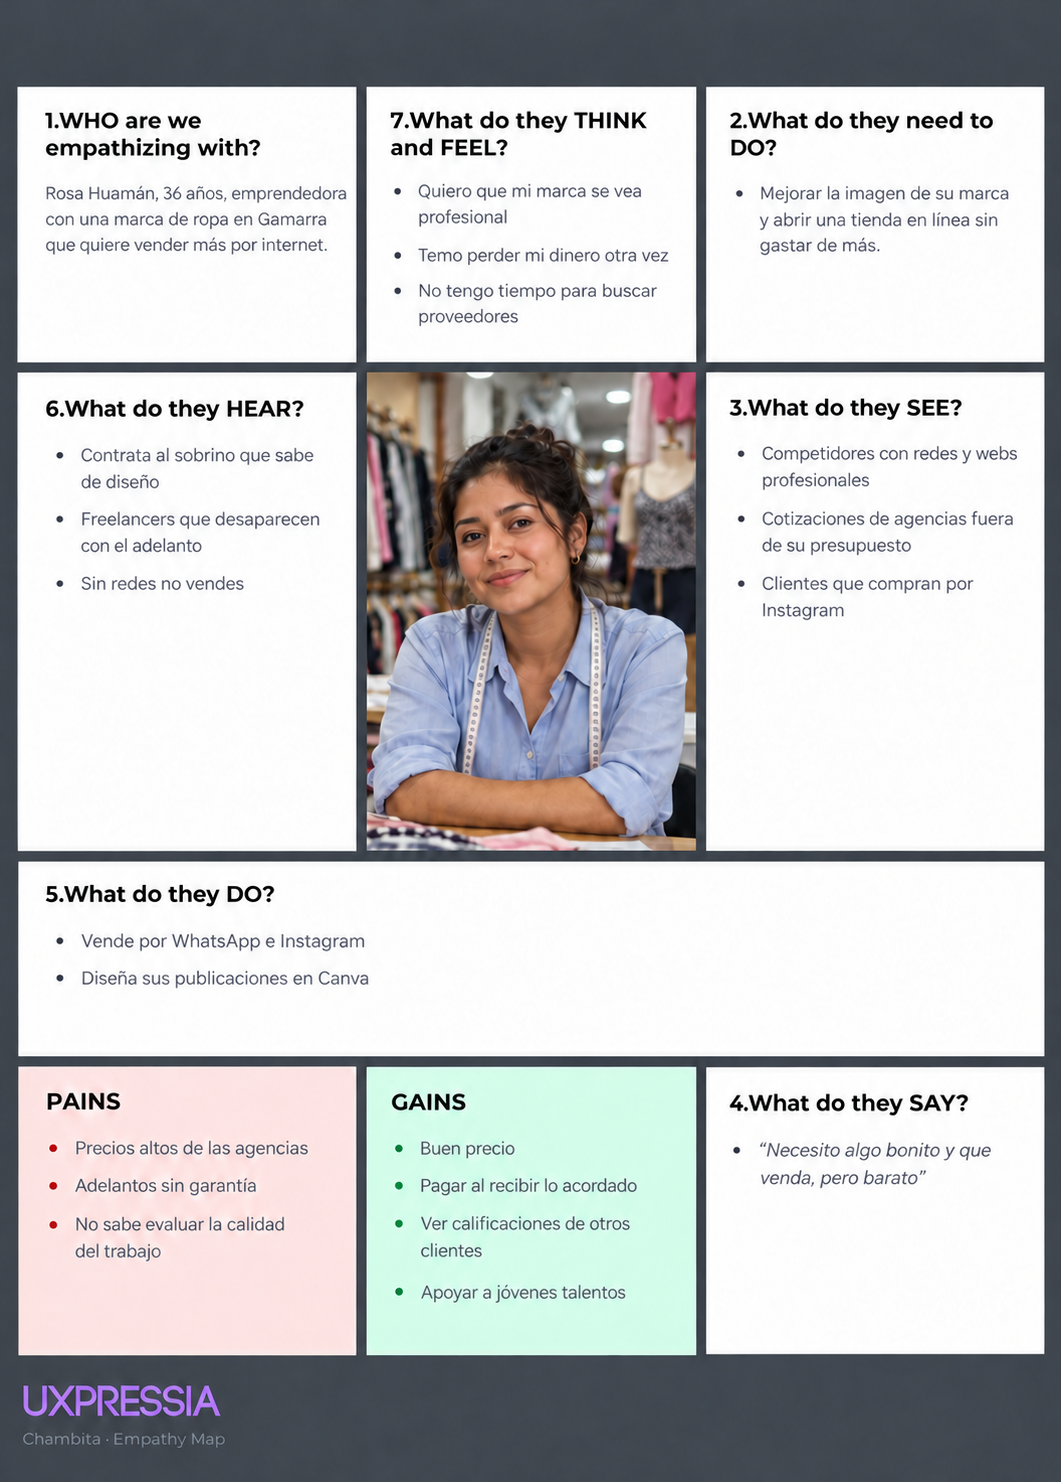 1.WHO are we
empathizing with?
Rosa Huamán, 36 años, emprendedora
con una marca de ropa en Gamarra
que quiere vender más por internet.
7.What do they THINK
and FEEL?
• Quiero que mi marca se vea
profesional
• Temo perder mi dinero otra vez
• No tengo tiempo para buscar
proveedores
2.What do they need to
DO?
• Mejorar la imagen de su marca
y abrir una tienda en línea sin
gastar de más.
6.What do they HEAR?
• Contrata al sobrino que sabe
de diseño
• Freelancers que desaparecen
con el adelanto
• Sin redes no vendes
3.What do they SEE?
• Competidores con redes y webs
profesionales
• Cotizaciones de agencias fuera
de su presupuesto
• Clientes que compran por
Instagram
5.What do they DO?
• Vende por WhatsApp e Instagram
• Diseña sus publicaciones en Canva
PAINS
• Precios altos de las agencias
• Adelantos sin garantía
• No sabe evaluar la calidad
del trabajo
GAINS
• Buen precio
• Pagar al recibir lo acordado
• Ver calificaciones de otros
clientes
• Apoyar a jóvenes talentos
4.What do they SAY?
• “Necesito algo bonito y que
venda, pero barato”
UXPRESSIA
Chambita · Empathy Map